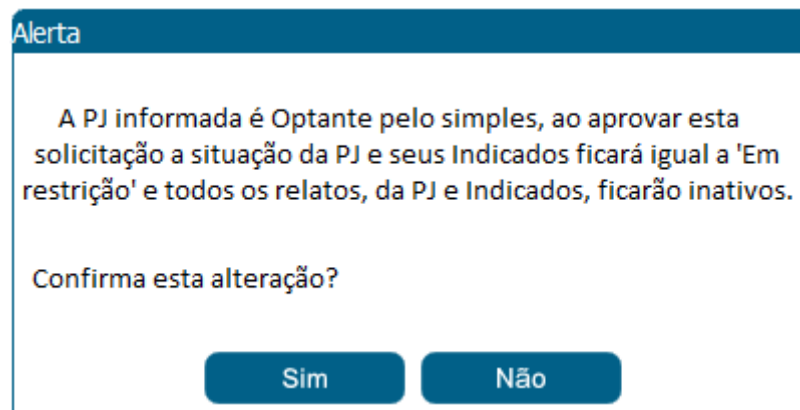 Alerta
A PJ informada é Optante pelo simples, ao aprovar esta
solicitação a situação da PJ e seus Indicados ficará igual a 'Em
restrição' e todos os relatos, da PJ e Indicados, ficarão inativos.
Confirma esta alteração?
Sim Não